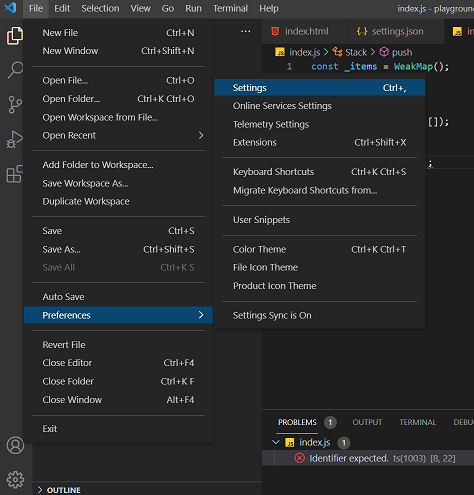 File Edit Selection View Go Run Terminal Help index.js - playground
New File Ctrl+N
New Window Ctrl+Shift+N
Open File... Ctrl+O
Open Folder... Ctrl+K Ctrl+O
Open Workspace from File...
Open Recent
Add Folder to Workspace...
Save Workspace As...
Duplicate Workspace
Save Ctrl+S
Save As... Ctrl+Shift+S
Save All Ctrl+K S
Auto Save
Preferences
Revert File
Close Editor Ctrl+F4
Close Folder Ctrl+K F
Close Window Alt+F4
Exit
Settings Ctrl+,
Online Services Settings
Telemetry Settings
Extensions Ctrl+Shift+X
Keyboard Shortcuts Ctrl+K Ctrl+S
Migrate Keyboard Shortcuts from...
User Snippets
Color Theme Ctrl+K Ctrl+T
File Icon Theme
Product Icon Theme
Settings Sync is On
...
index.html settings.json
JS index.js > Stack > push
1 const _items = WeakMap();
[]);
;
PROBLEMS 1 OUTPUT TERMINAL DEBU
JS index.js 1
Identifier expected. ts(1003) [8, 22]
> OUTLINE